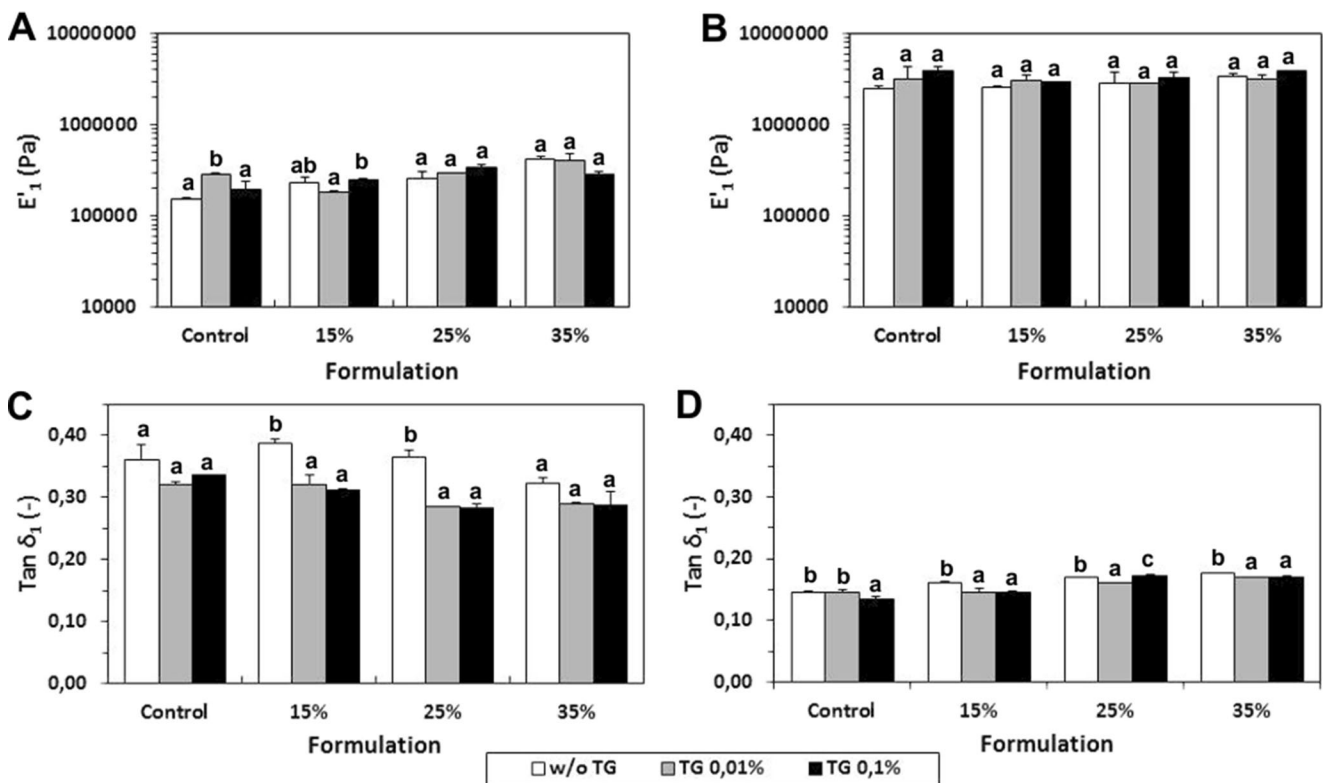 A
10000000
1000000
100000
10000
E'₁ (Pa)
a b a ab a b a a a a a a
Control 15% 25% 35%
Formulation
B
10000000
1000000
100000
10000
E'₁ (Pa)
a a a a a a a a a a a a
Control 15% 25% 35%
Formulation
C
0,40
0,30
0,20
0,10
0,00
Tan δ₁ (-)
a a a b a a b a a a a a
Control 15% 25% 35%
Formulation
D
0,40
0,30
0,20
0,10
0,00
Tan δ₁ (-)
b b a b a a b a c b a a
Control 15% 25% 35%
Formulation
w/o TG TG 0,01% TG 0,1%